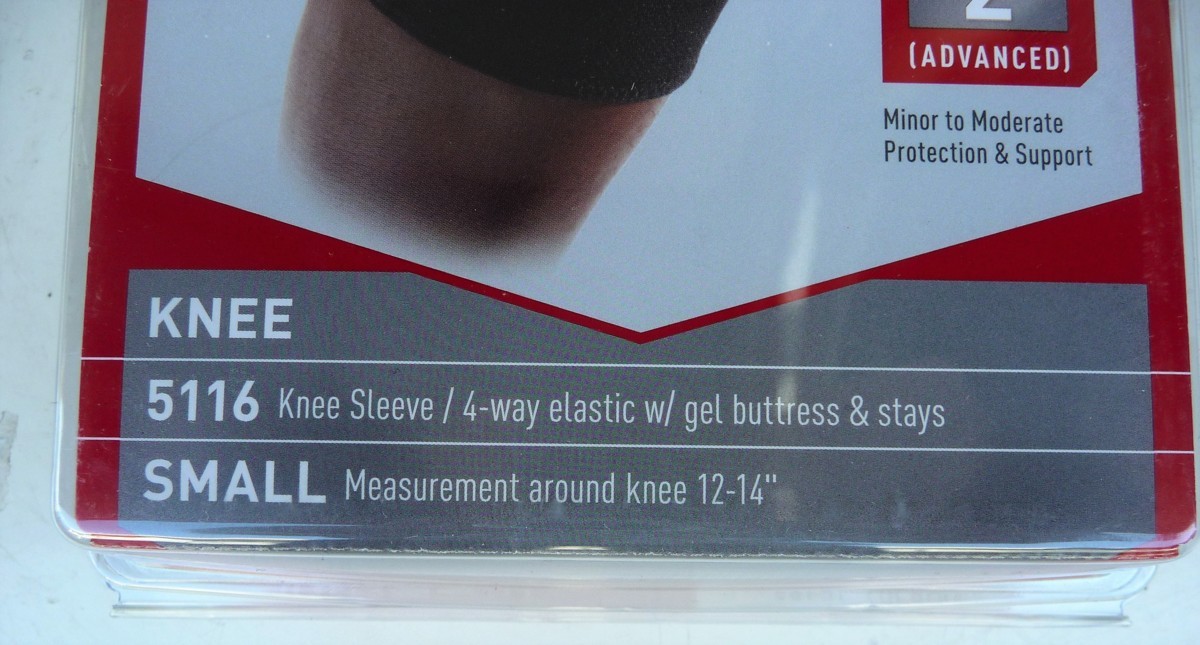 2
(ADVANCED)
Minor to Moderate
Protection & Support
KNEE
5116 Knee Sleeve / 4-way elastic w/ gel buttress & stays
SMALL Measurement around knee 12-14"